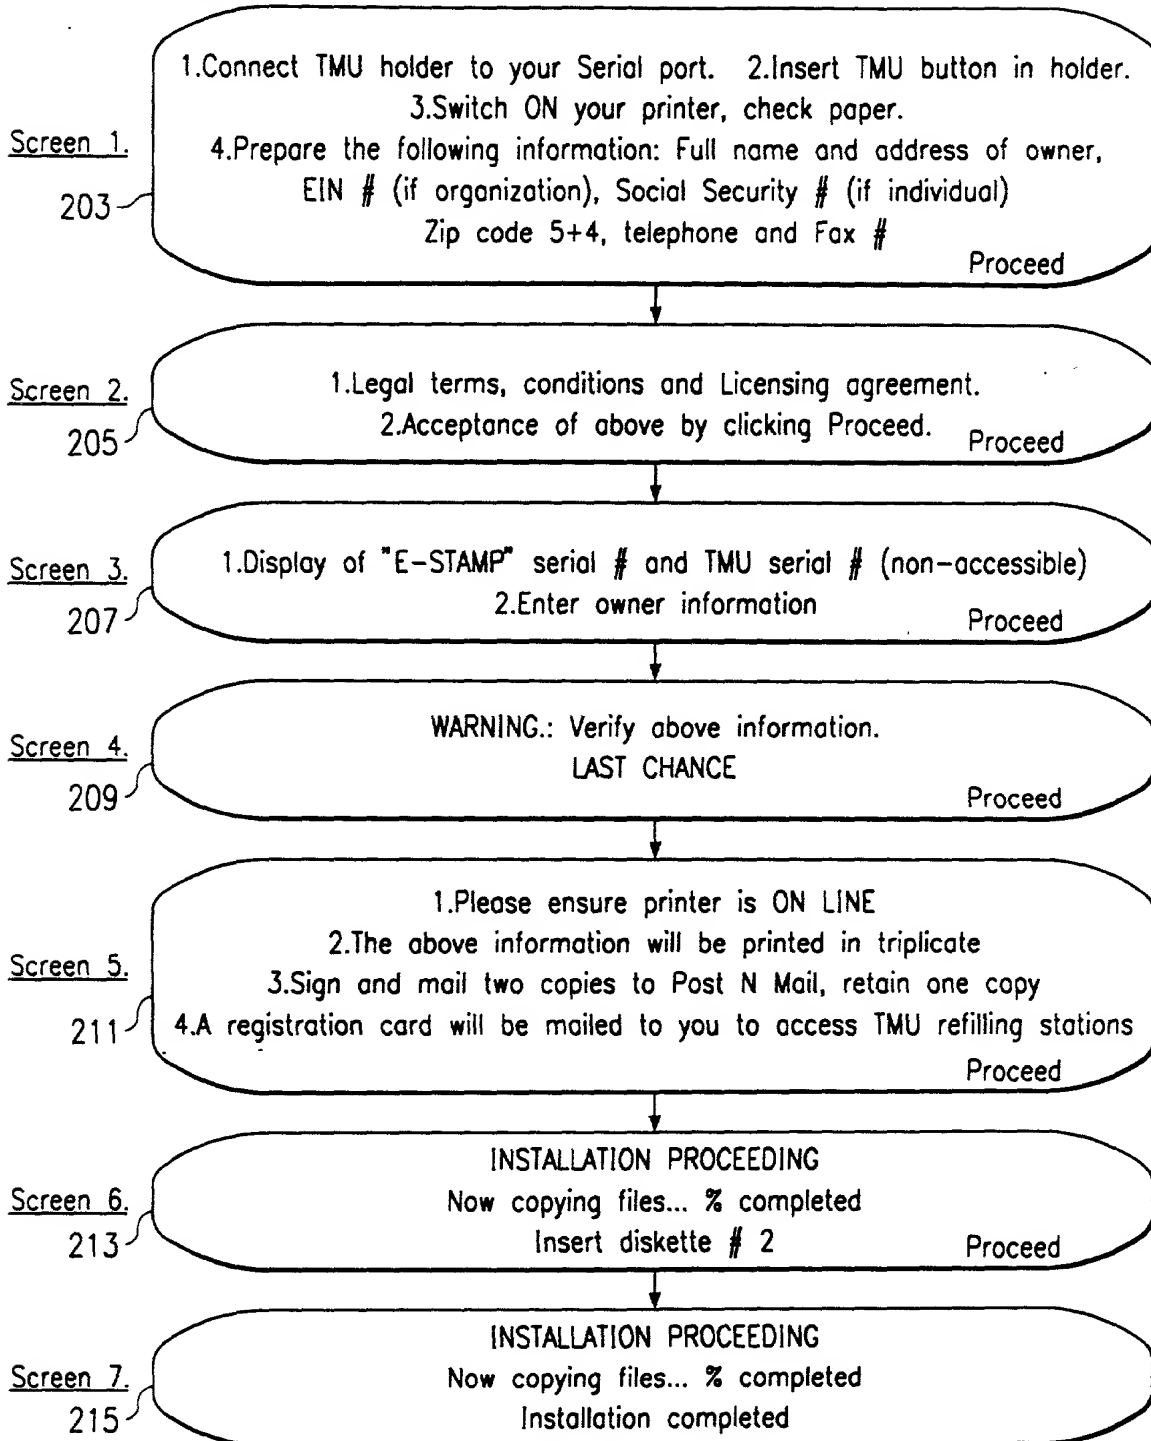 1.Connect TMU holder to your Serial port. 2.Insert TMU button in holder.
3.Switch ON your printer, check paper.
Screen 1.
4.Prepare the following information: Full name and address of owner,
EIN # (if organization), Social Security # (if individual)
203
Zip code 5+4, telephone and Fax #
Proceed
Screen 2.
1.Legal terms, conditions and Licensing agreement.
2.Acceptance of above by clicking Proceed.
Proceed
205
Screen 3.
1.Display of "E-STAMP" serial # and TMU serial # (non-accessible)
2.Enter owner information
Proceed
207
Screen 4.
WARNING.: Verify above information.
LAST CHANCE
209
Proceed
1.Please ensure printer is ON LINE
2.The above information will be printed in triplicate
Screen 5.
3.Sign and mail two copies to Post N Mail, retain one copy
211
4.A registration card will be mailed to you to access TMU refilling stations
Proceed
INSTALLATION PROCEEDING
Screen 6.
Now copying files... % completed
213
Insert diskette # 2
Proceed
INSTALLATION PROCEEDING
Screen 7.
Now copying files... % completed
215
Installation completed